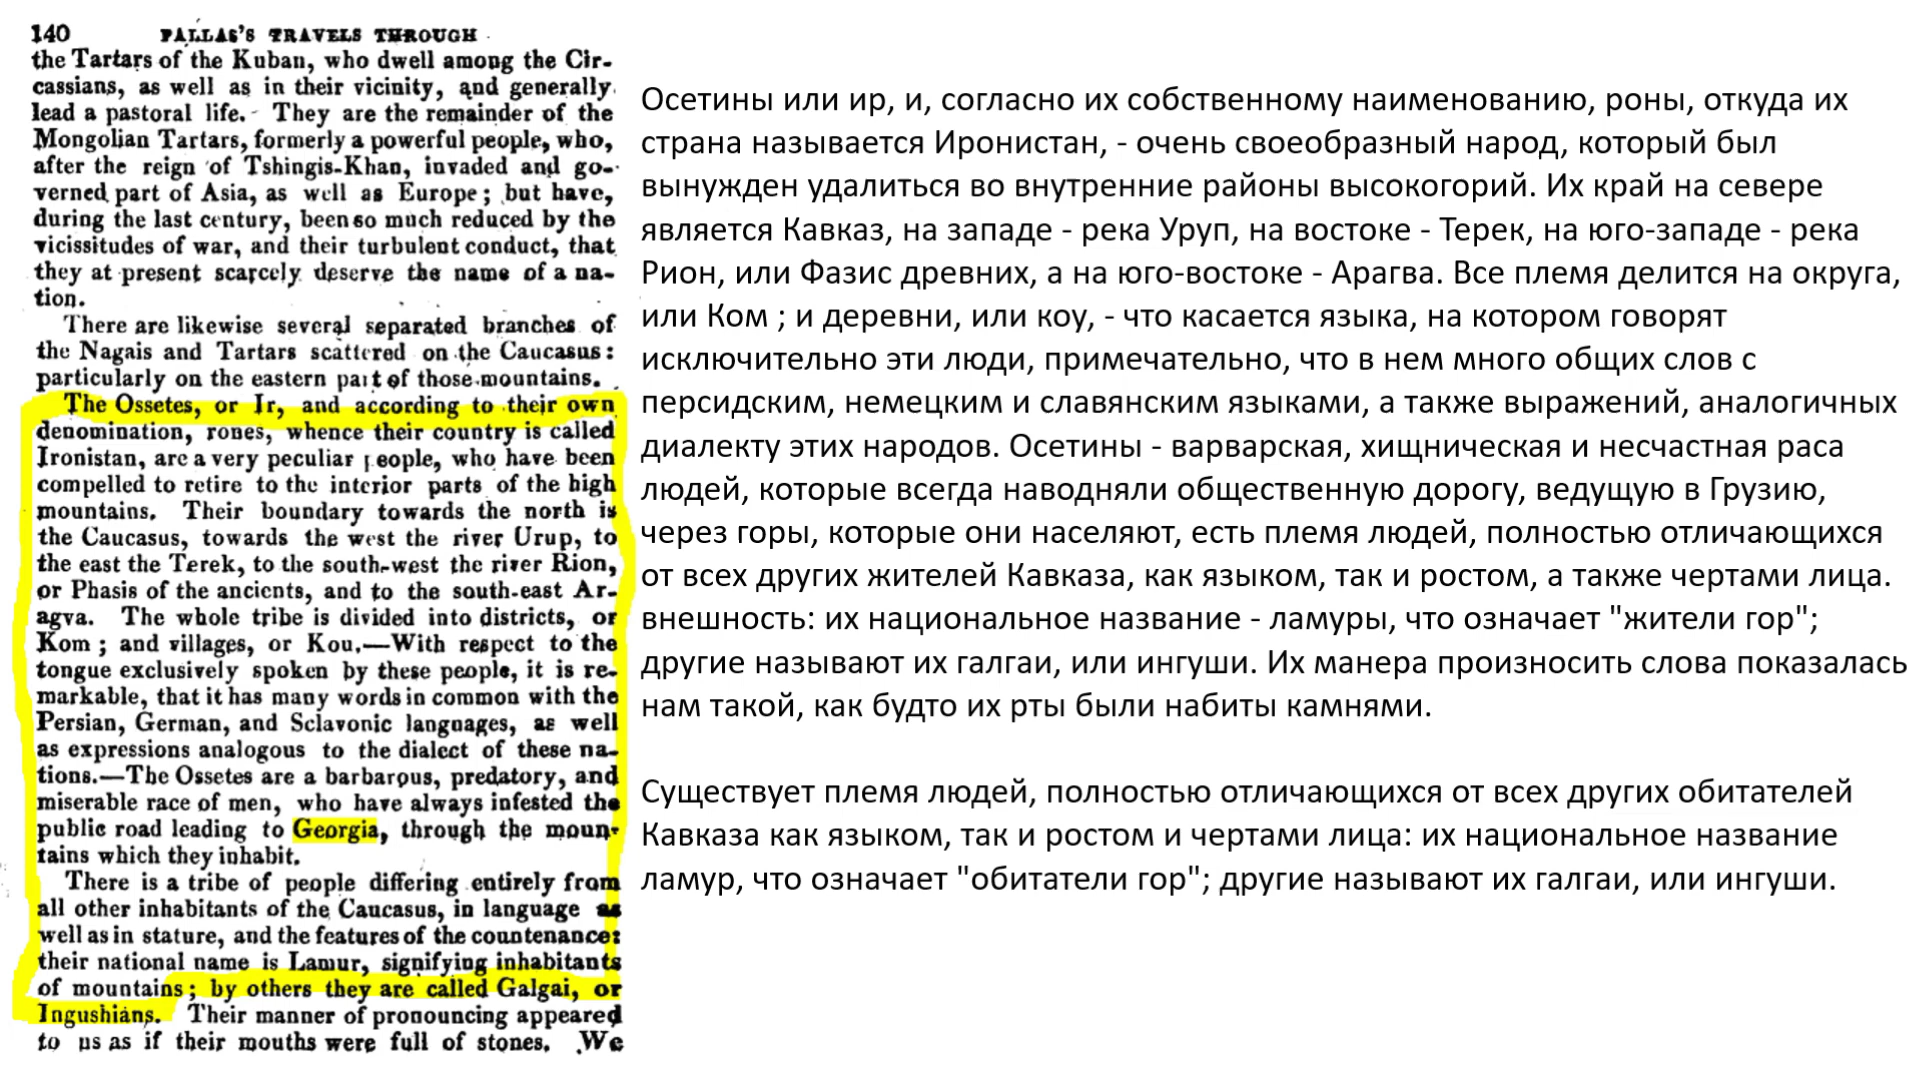 140 PALLAS'S TRAVELS THROUGH
the Tartars of the Kuban, who dwell among the Cir-
cassians, as well as in their vicinity, and generally
lead a pastoral life. They are the remainder of the
Mongolian Tartars, formerly a powerful people, who,
after the reign of Tshingis-Khan, invaded and go-
verned part of Asia, as well as Europe; but have,
during the last century, been so much reduced by the
vicissitudes of war, and their turbulent conduct, that
they at present scarcely deserve the name of a na-
tion.
There are likewise several separated branches of
the Nagais and Tartars scattered on the Caucasus:
particularly on the eastern part of those mountains.
The Ossetes, or Ir, and according to their own
denomination, rones, whence their country is called
Ironistan, are a very peculiar people, who have been
compelled to retire to the interior parts of the high
mountains. Their boundary towards the north is
the Caucasus, towards the west the river Urup, to
the east the Terek, to the south-west the river Rion,
or Phasis of the ancients, and to the south-east Ar-
agva. The whole tribe is divided into districts, or
Kom; and villages, or Kou.—With respect to the
tongue exclusively spoken by these people, it is re-
markable, that it has many words in common with the
Persian, German, and Sclavonic languages, as well
as expressions analogous to the dialect of these na-
tions.—The Ossetes are a barbarous, predatory, and
miserable race of men, who have always infested the
public road leading to Georgia, through the moun-
tains which they inhabit.
There is a tribe of people differing entirely from
all other inhabitants of the Caucasus, in language as
well as in stature, and the features of the countenance:
their national name is Lamur, signifying inhabitants
of mountains; by others they are called Galgai, or
Ingushians. Their manner of pronouncing appeared
to us as if their mouths were full of stones. We
Осетины или ир, и, согласно их собственному наименованию, роны, откуда их
страна называется Иронистан, - очень своеобразный народ, который был
вынужден удалиться во внутренние районы высокогорий. Их край на севере
является Кавказ, на западе - река Уруп, на востоке - Терек, на юго-западе - река
Рион, или Фазис древних, а на юго-востоке - Арагва. Все племя делится на округа,
или Ком ; и деревни, или коу, - что касается языка, на котором говорят
исключительно эти люди, примечательно, что в нем много общих слов с
персидским, немецким и славянским языками, а также выражений, аналогичных
диалекту этих народов. Осетины - варварская, хищническая и несчастная раса
людей, которые всегда наводняли общественную дорогу, ведущую в Грузию,
через горы, которые они населяют, есть племя людей, полностью отличающихся
от всех других жителей Кавказа, как языком, так и ростом, а также чертами лица.
внешность: их национальное название - ламуры, что означает "жители гор";
другие называют их галгаи, или ингуши. Их манера произносить слова показалась
нам такой, как будто их рты были набиты камнями.
Существует племя людей, полностью отличающихся от всех других обитателей
Кавказа как языком, так и ростом и чертами лица: их национальное название
ламур, что означает "обитатели гор"; другие называют их галгаи, или ингуши.